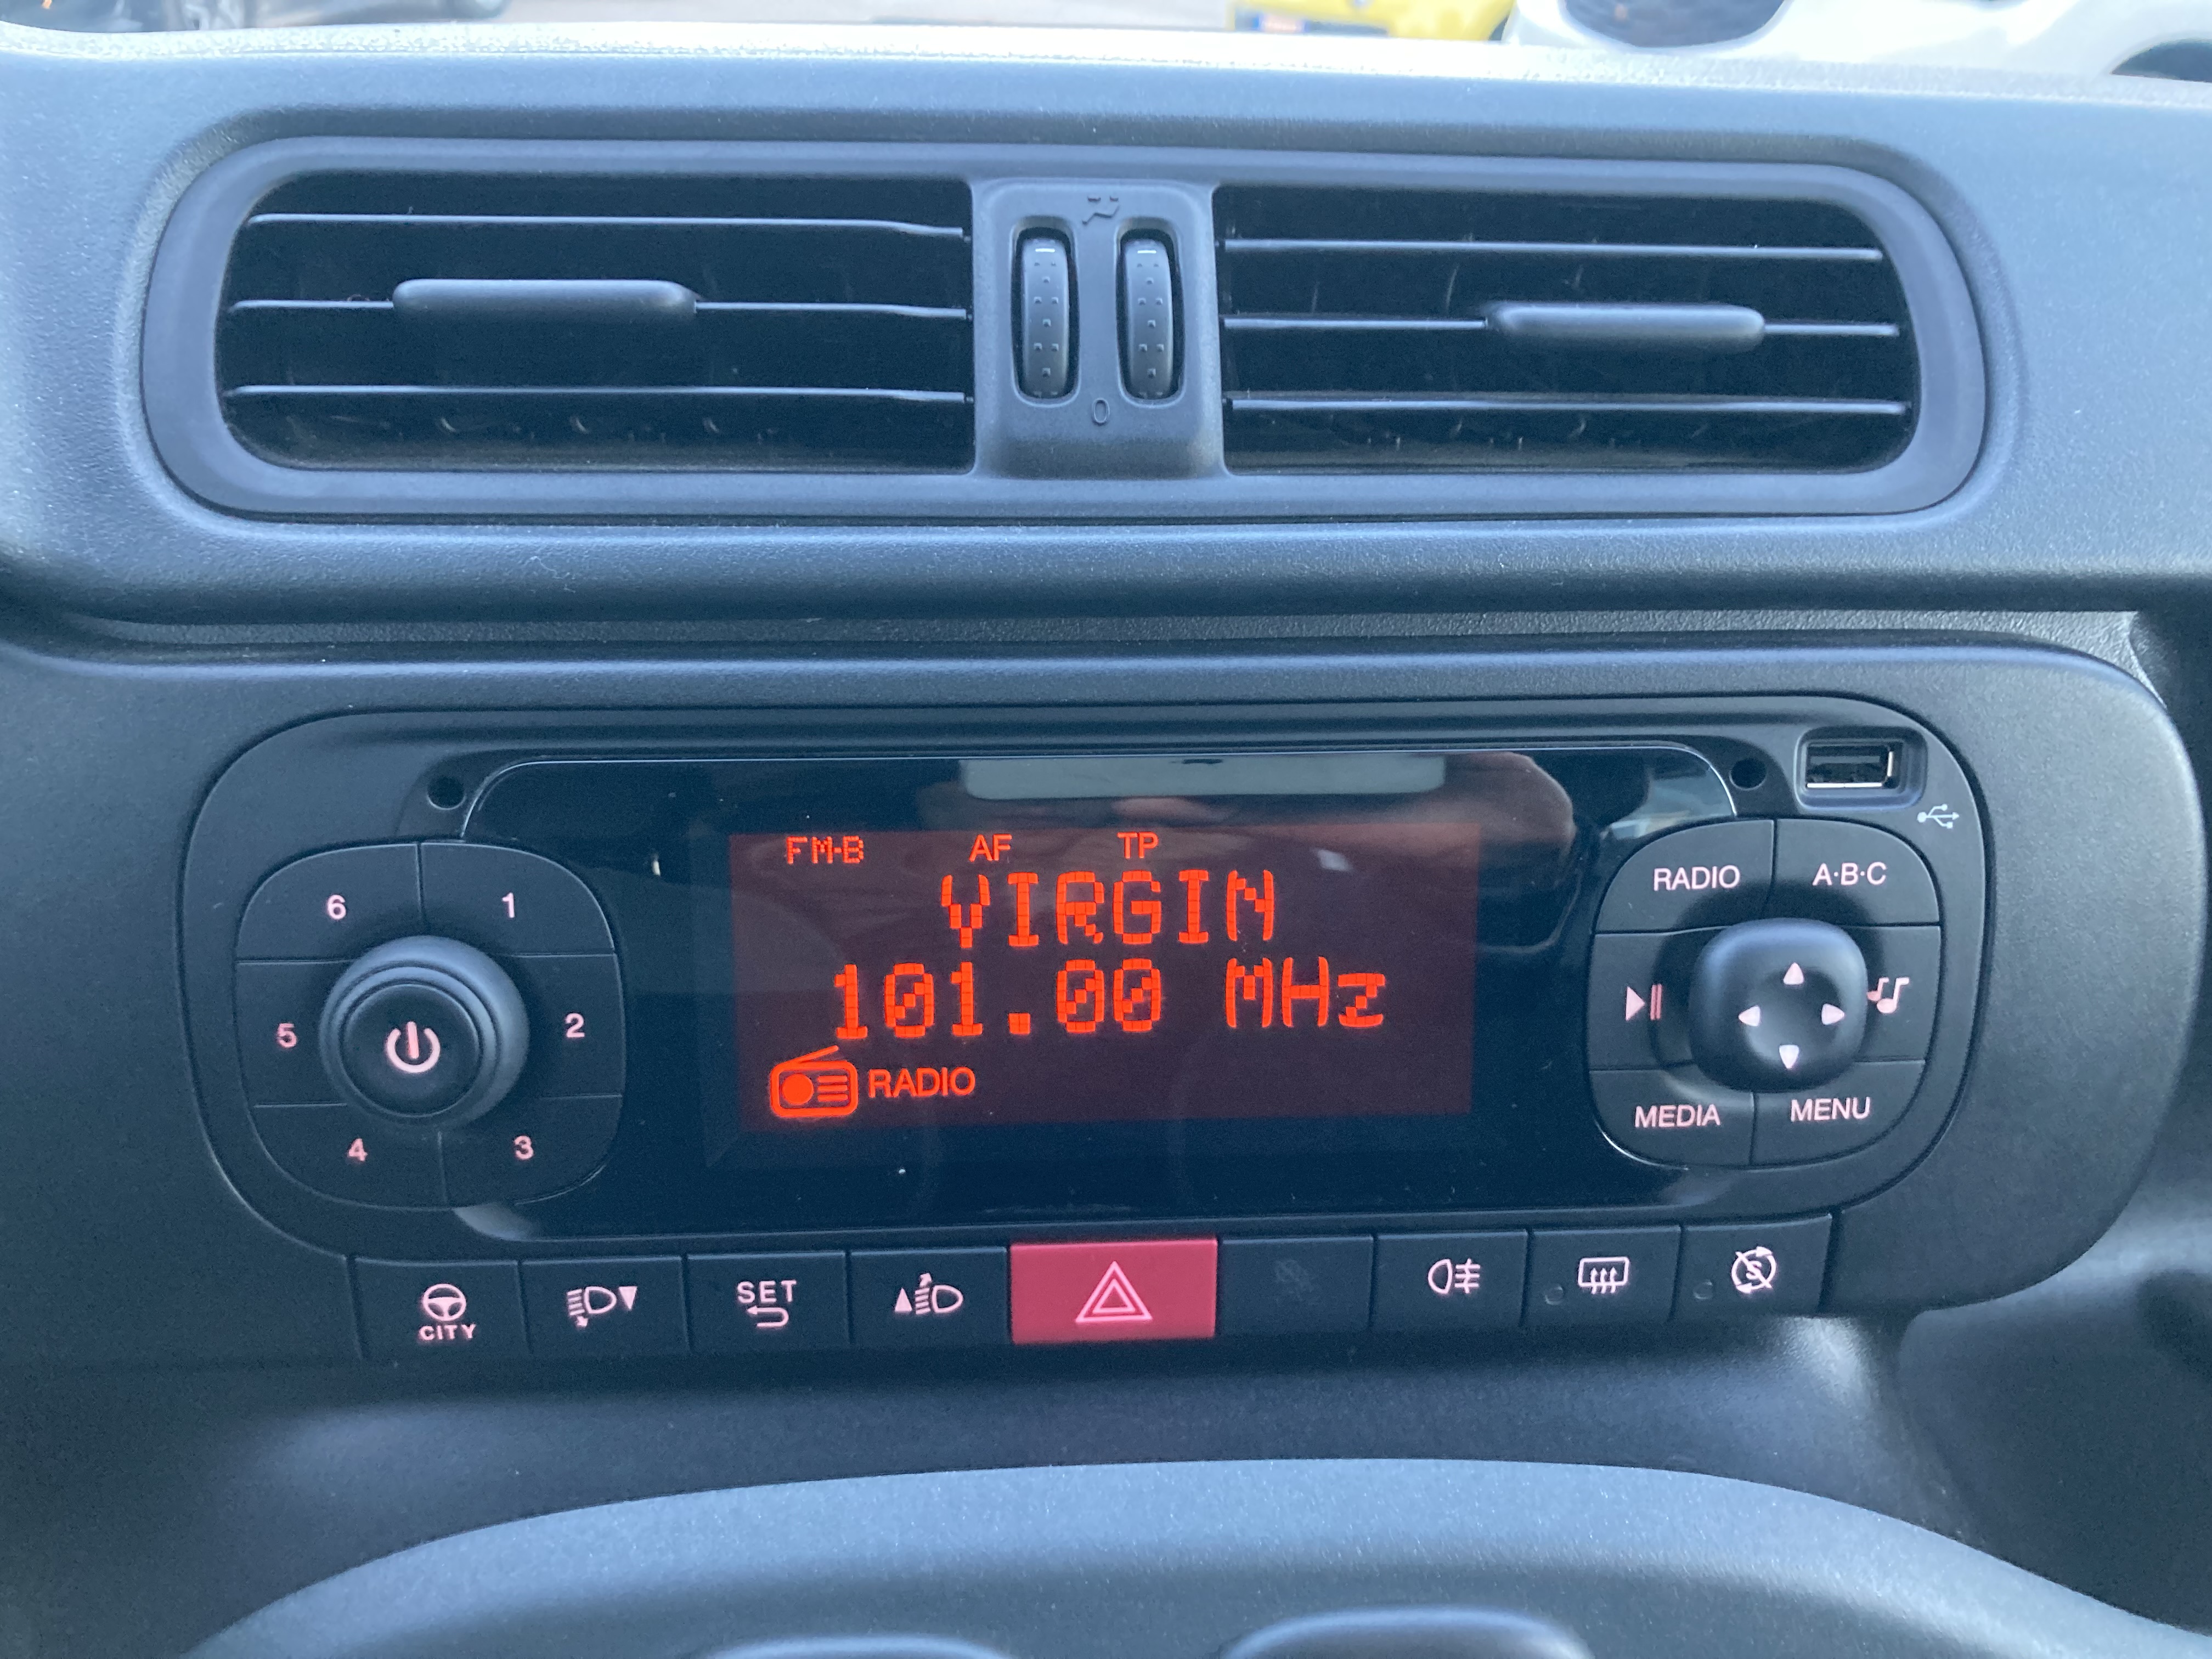 0
FM-B AF TP
VIRGIN
101.00 MHz
RADIO
6 1
5 2
4 3
RADIO A·B·C
MEDIA MENU
CITY
SET
S